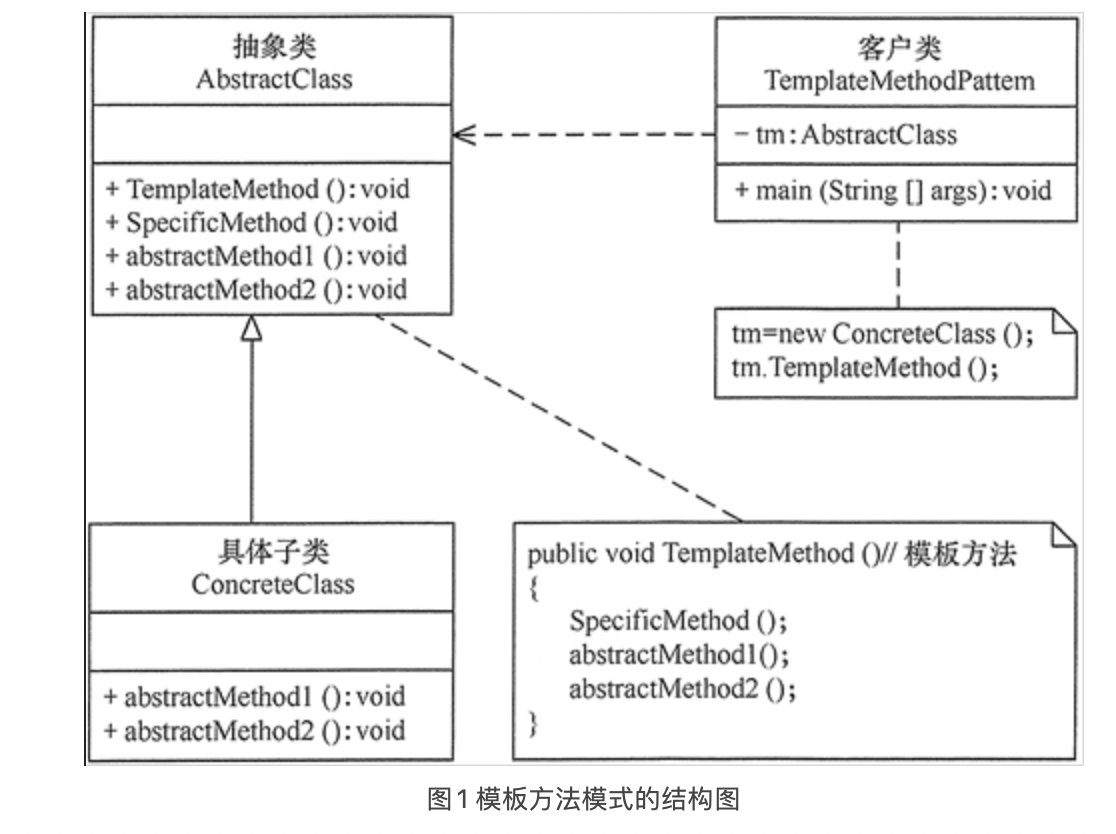 抽象类
AbstractClass
+ TemplateMethod ():void
+ SpecificMethod ():void
+ abstractMethod1 ():void
+ abstractMethod2 ():void
客户类
TemplateMethodPattem
- tm:AbstractClass
+ main (String [] args):void
tm=new ConcreteClass ();
tm.TemplateMethod ();
具体子类
ConcreteClass
+ abstractMethod1 ():void
+ abstractMethod2 ():void
public void TemplateMethod ()// 模板方法
{
SpecificMethod ();
abstractMethod1();
abstractMethod2 ();
}
图1 模板方法模式的结构图